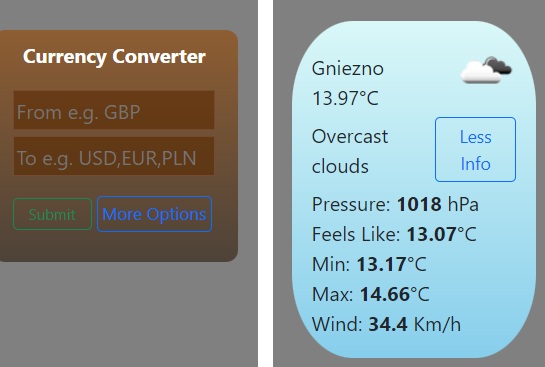 Currency Converter
From e.g. GBP
To e.g. USD,EUR,PLN
Submit
More Options
Gniezno
13.97°C
Overcast
clouds
Less
Info
Pressure: 1018 hPa
Feels Like: 13.07°C
Min: 13.17°C
Max: 14.66°C
Wind: 34.4 Km/h